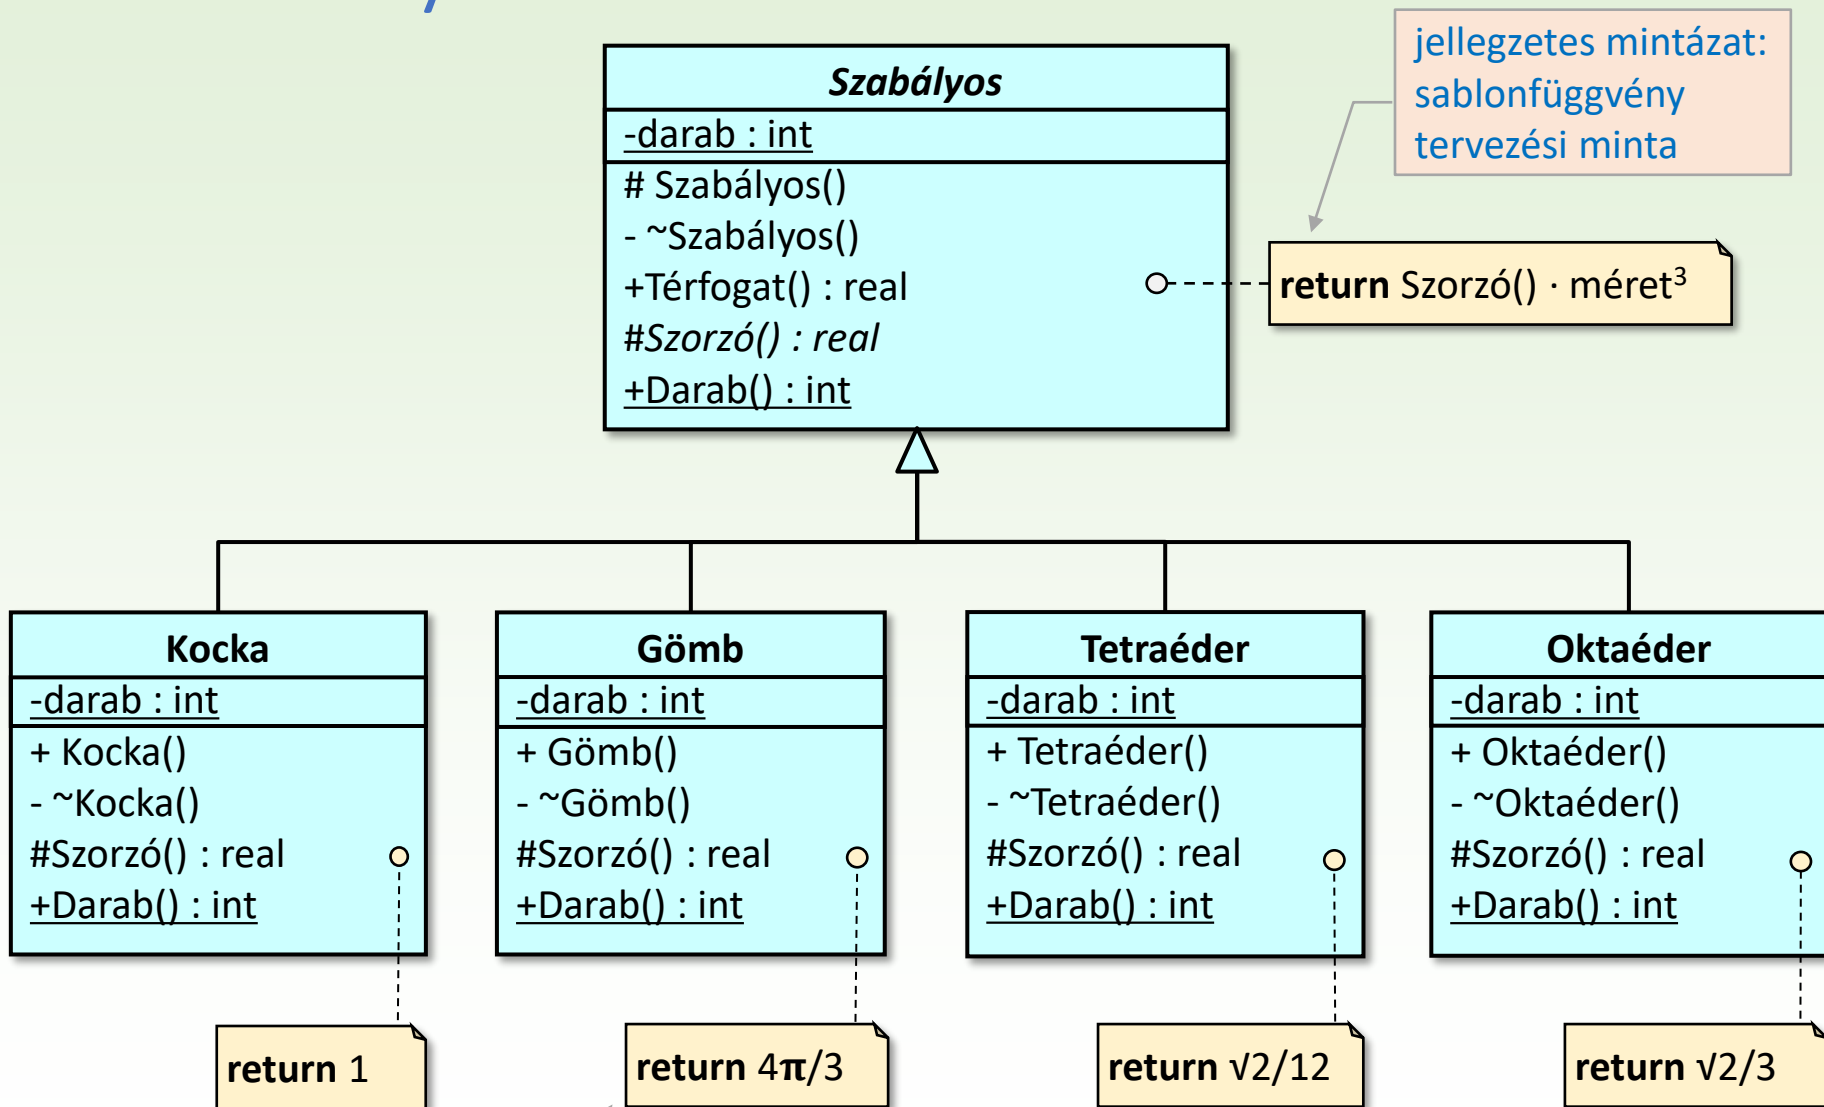 jellegzetes mintázat:
sablonfüggvény
tervezési minta
Szabályos
-darab : int
# Szabályos()
- ~Szabályos()
+Térfogat() : real
#Szorzó() : real
+Darab() : int
return Szorzó() · méret³
Kocka
-darab : int
+ Kocka()
- ~Kocka()
#Szorzó() : real
+Darab() : int
return 1
Gömb
-darab : int
+ Gömb()
- ~Gömb()
#Szorzó() : real
+Darab() : int
return 4π/3
Tetraéder
-darab : int
+ Tetraéder()
- ~Tetraéder()
#Szorzó() : real
+Darab() : int
return √2/12
Oktaéder
-darab : int
+ Oktaéder()
- ~Oktaéder()
#Szorzó() : real
+Darab() : int
return √2/3